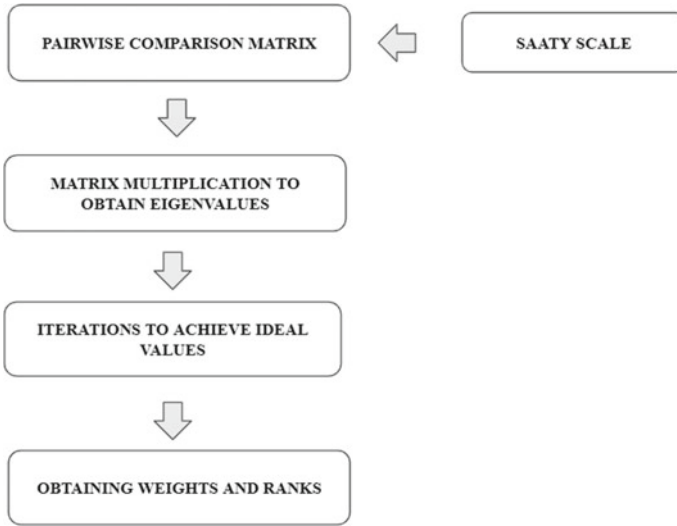 PAIRWISE COMPARISON MATRIX
SAATY SCALE
MATRIX MULTIPLICATION TO
OBTAIN EIGENVALUES
ITERATIONS TO ACHIEVE IDEAL
VALUES
OBTAINING WEIGHTS AND RANKS